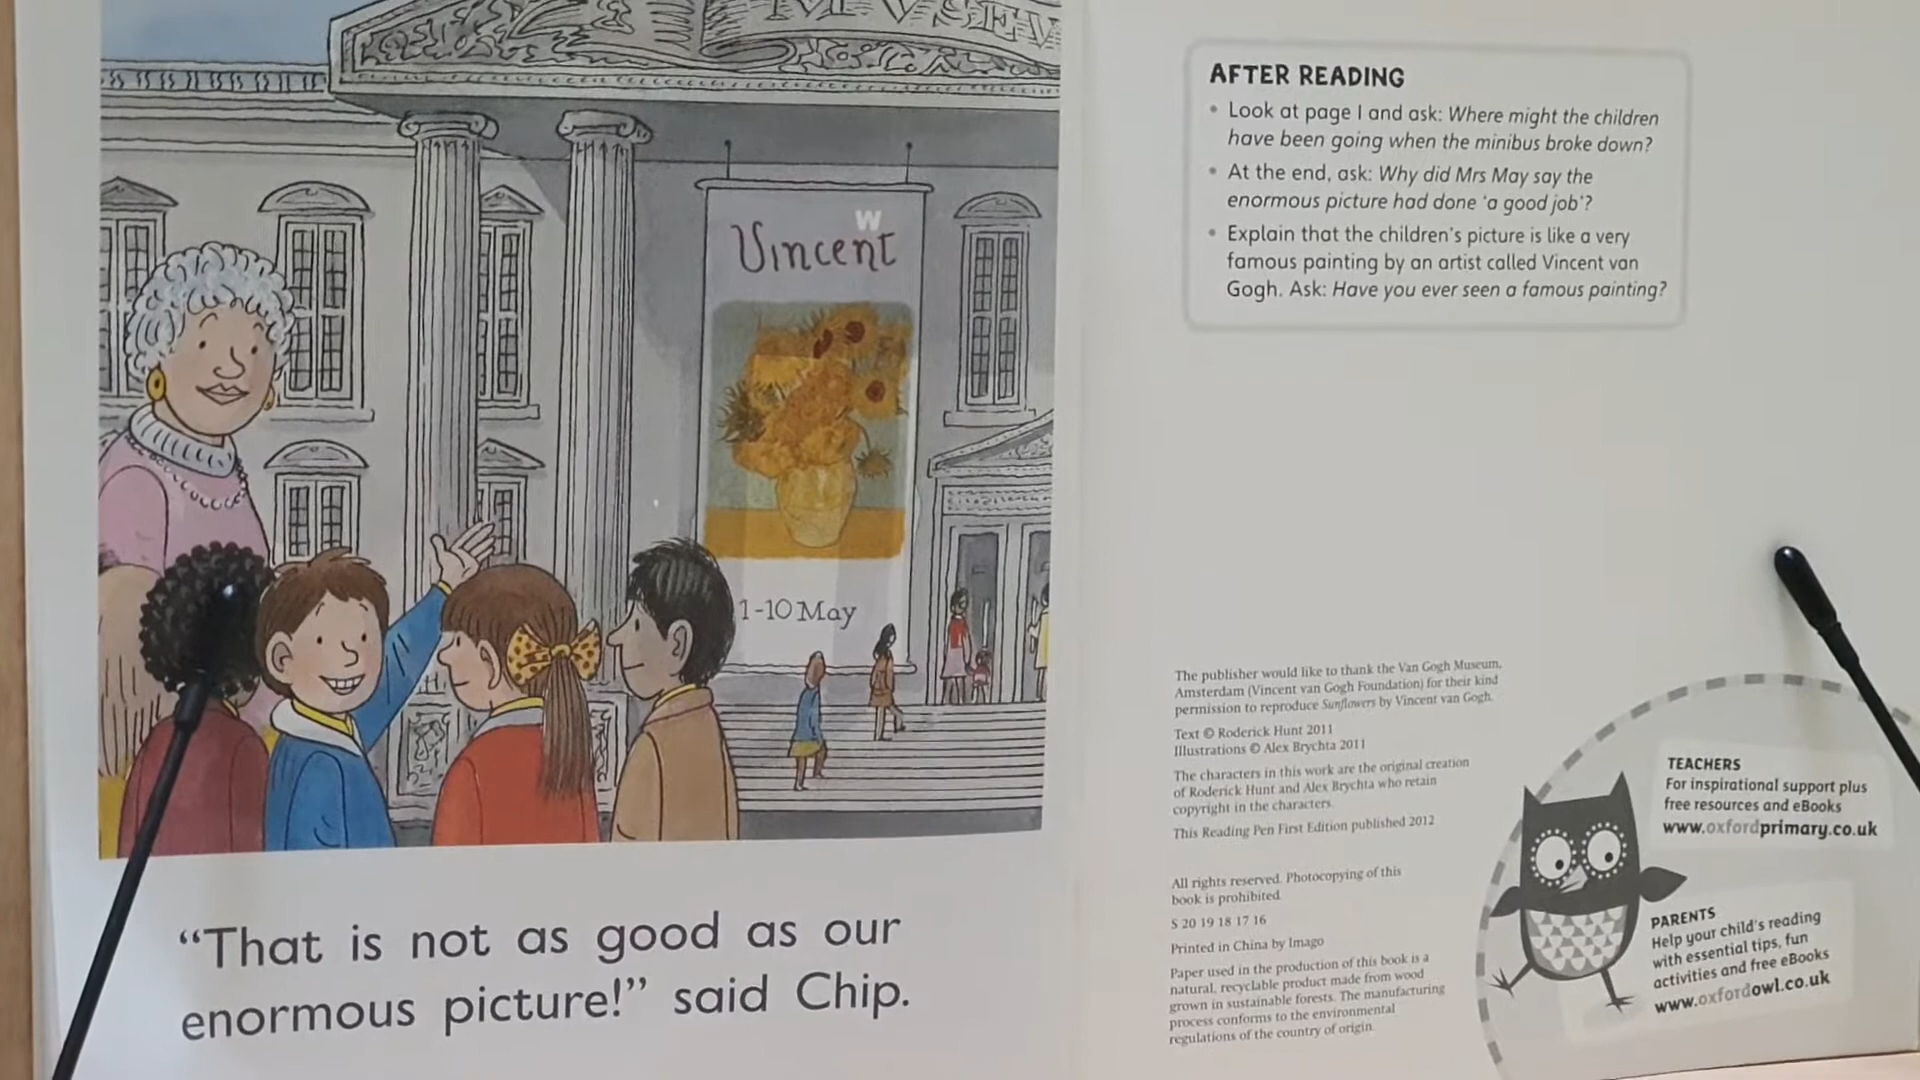 MVSEV
W
Vincent
1-10 May
“That is not as good as our
enormous picture!” said Chip.
AFTER READING
• Look at page 1 and ask: Where might the children
have been going when the minibus broke down?
• At the end, ask: Why did Mrs May say the
enormous picture had done ‘a good job’?
• Explain that the children’s picture is like a very
famous painting by an artist called Vincent van
Gogh. Ask: Have you ever seen a famous painting?
The publisher would like to thank the Van Gogh Museum,
Amsterdam (Vincent van Gogh Foundation) for their kind
permission to reproduce Sunflowers by Vincent van Gogh.
Text © Roderick Hunt 2011
Illustrations © Alex Brychta 2011
The characters in this work are the original creation
of Roderick Hunt and Alex Brychta who retain
copyright in the characters.
This Reading Pen First Edition published 2012
All rights reserved. Photocopying of this
book is prohibited.
S 20 19 18 17 16
Printed in China by Imago
Paper used in the production of this book is a
natural, recyclable product made from wood
grown in sustainable forests. The manufacturing
process conforms to the environmental
regulations of the country of origin.
TEACHERS
For inspirational support plus
free resources and eBooks
www.oxfordprimary.co.uk
PARENTS
Help your child’s reading
with essential tips, fun
activities and free eBooks
www.oxfordowl.co.uk